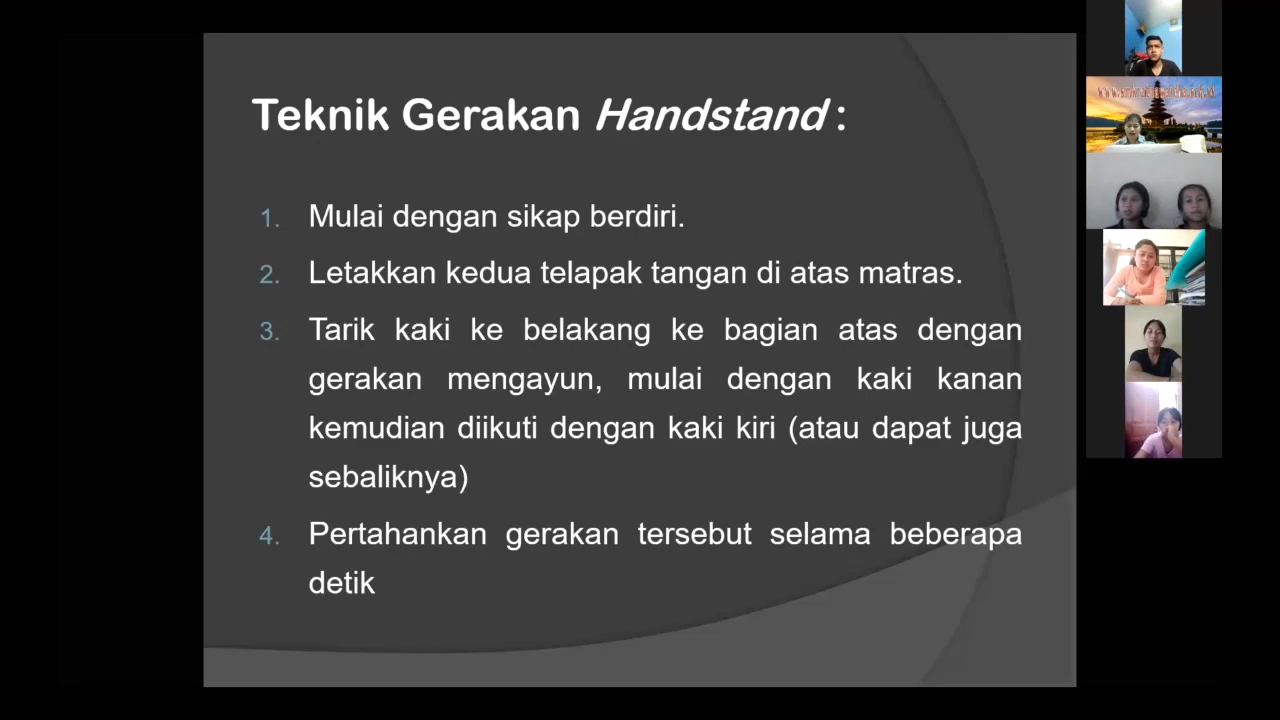 Teknik Gerakan Handstand :
1. Mulai dengan sikap berdiri.
2. Letakkan kedua telapak tangan di atas matras.
3. Tarik kaki ke belakang ke bagian atas dengan
gerakan mengayun, mulai dengan kaki kanan
kemudian diikuti dengan kaki kiri (atau dapat juga
sebaliknya)
4. Pertahankan gerakan tersebut selama beberapa
detik